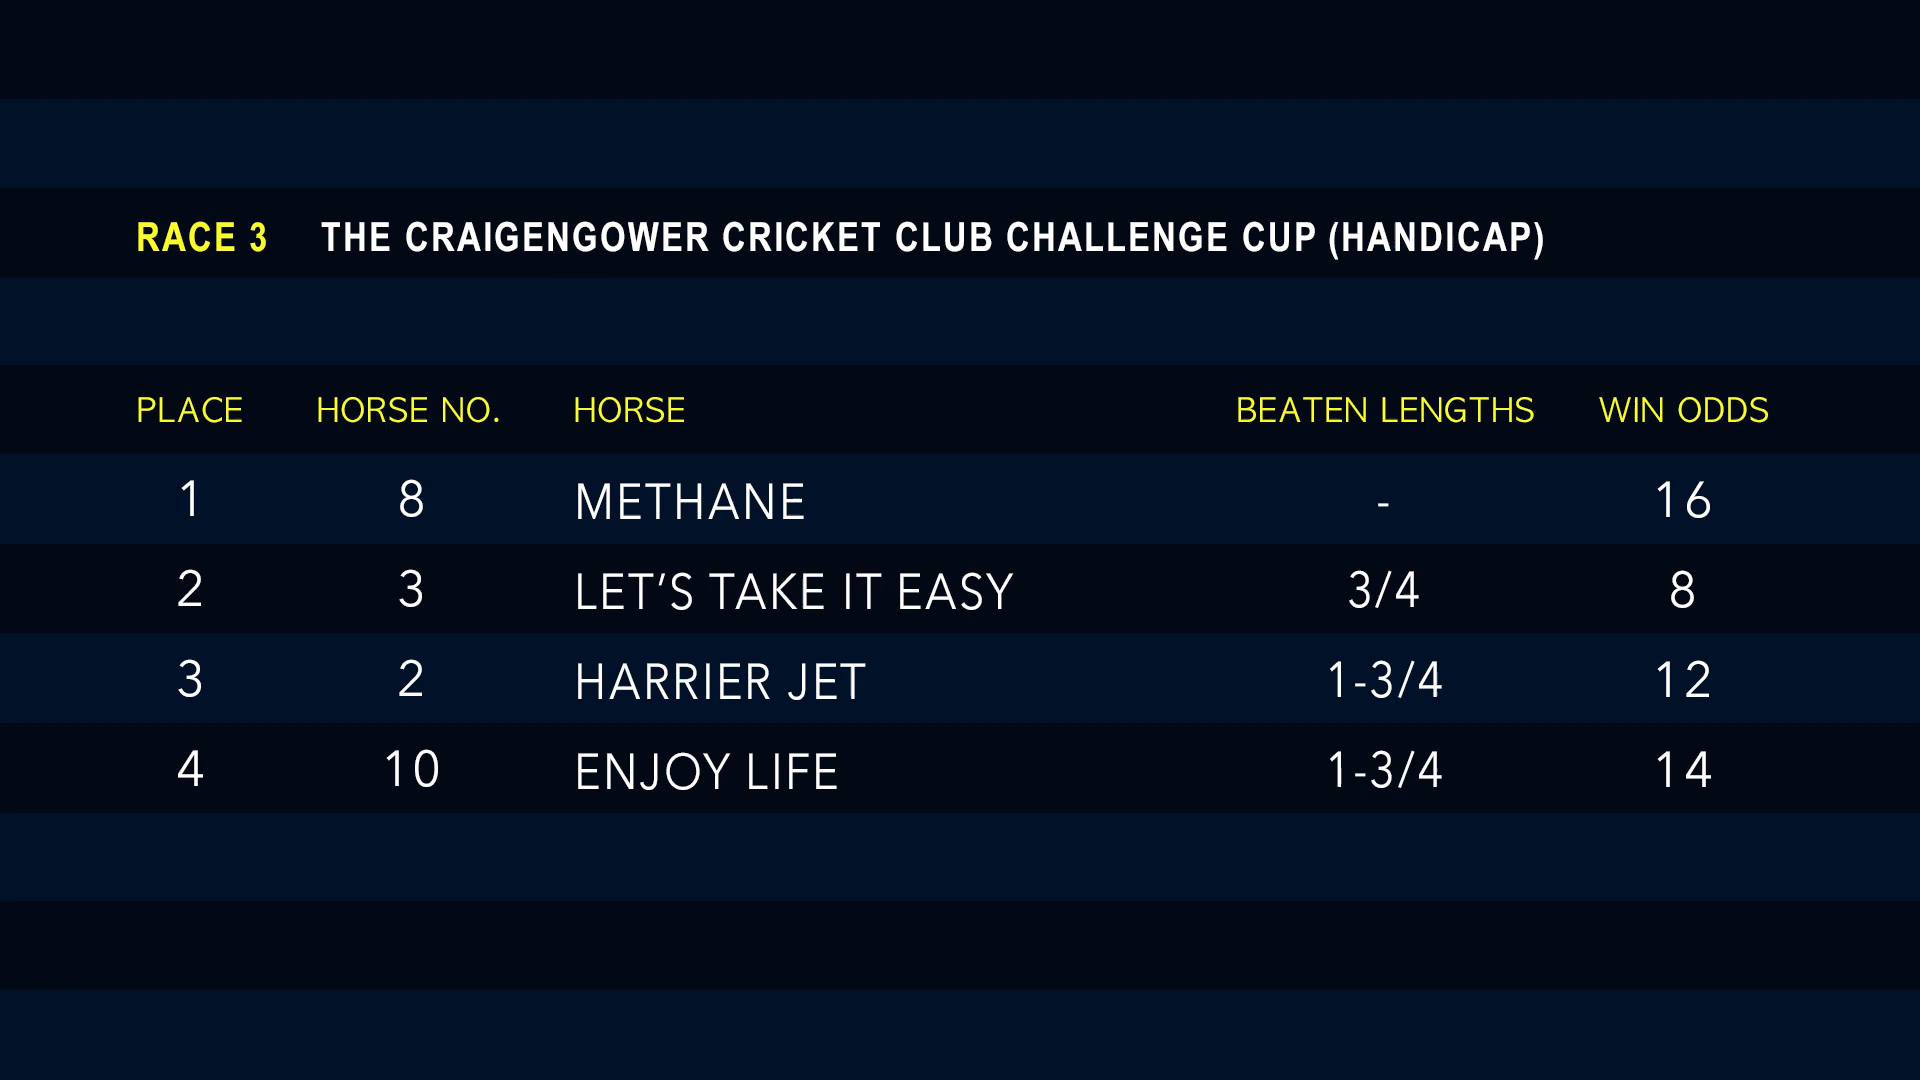 RACE 3 THE CRAIGENGOWER CRICKET CLUB CHALLENGE CUP (HANDICAP)
PLACE HORSE NO. HORSE BEATEN LENGTHS WIN ODDS
1 8 METHANE - 16
2 3 LET’S TAKE IT EASY 3/4 8
3 2 HARRIER JET 1-3/4 12
4 10 ENJOY LIFE 1-3/4 14